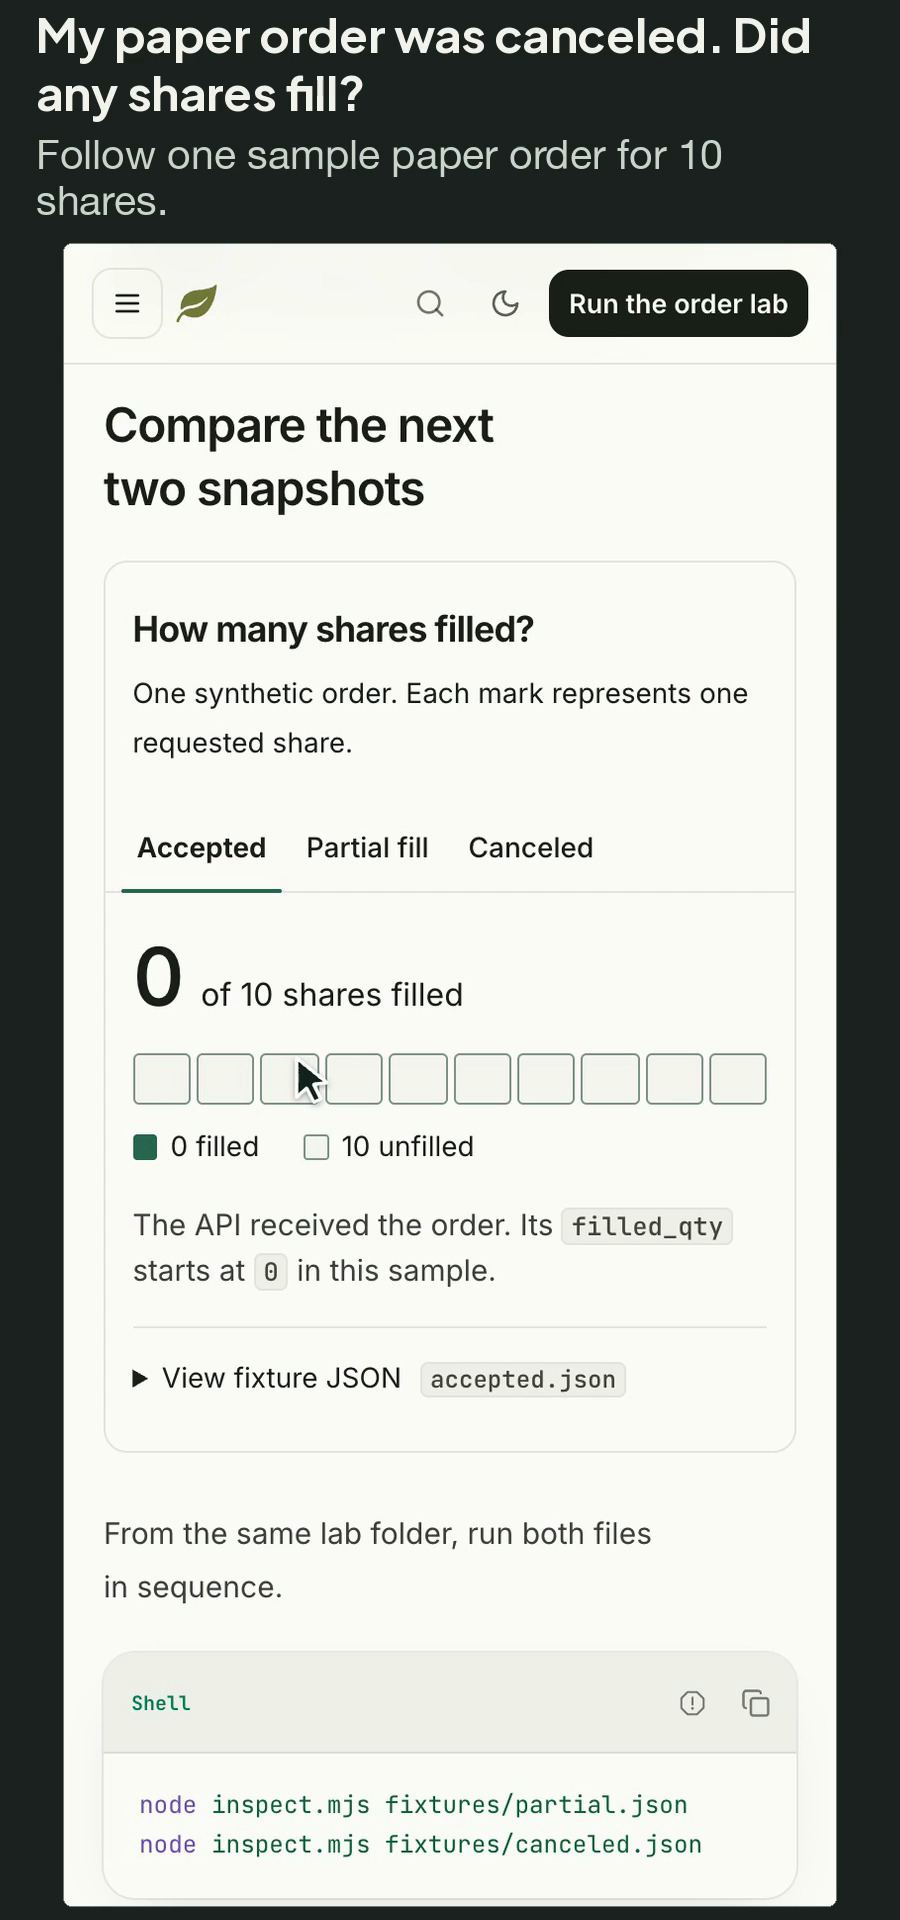 My paper order was canceled. Did
any shares fill?
Follow one sample paper order for 10
shares.
Run the order lab
Compare the next
two snapshots
How many shares filled?
One synthetic order. Each mark represents one
requested share.
Accepted Partial fill Canceled
0 of 10 shares filled
0 filled 10 unfilled
The API received the order. Its filled_qty
starts at 0 in this sample.
View fixture JSON accepted.json
From the same lab folder, run both files
in sequence.
Shell
node inspect.mjs fixtures/partial.json
node inspect.mjs fixtures/canceled.json